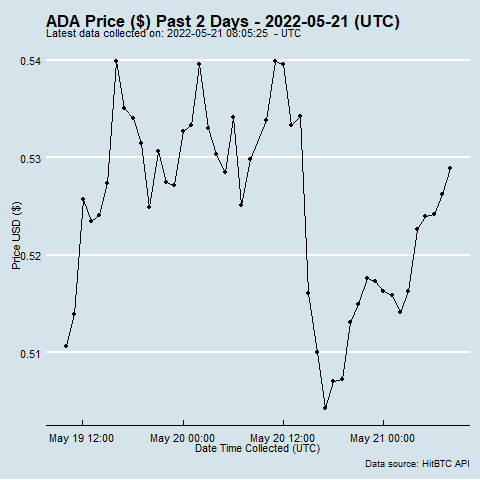 ADA Price ($) Past 2 Days - 2022-05-21 (UTC)
Latest data collected on: 2022-05-21 08:05:25 - UTC
0.54
0.53
0.52
0.51
Price USD ($)
May 19 12:00
May 20 00:00
May 20 12:00
May 21 00:00
Date Time Collected (UTC)
Data source: HitBTC API